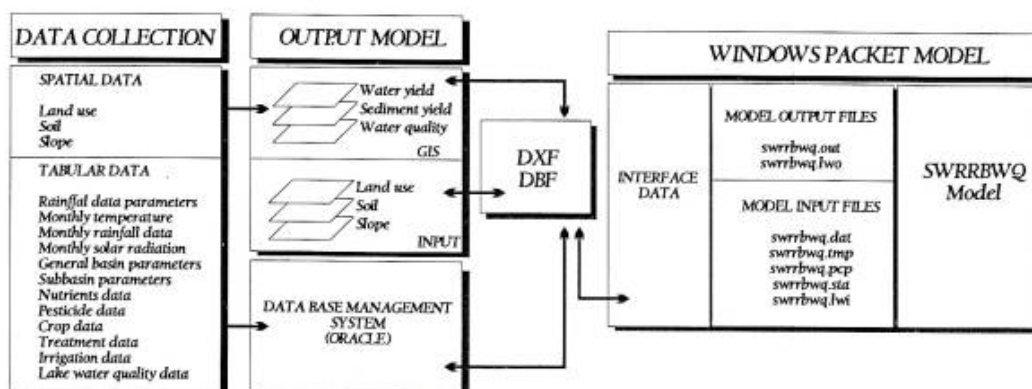 DATA COLLECTION
SPATIAL DATA
Land use
Soil
Slope
TABULAR DATA
Rainffal data parameters
Monthly temperature
Monthly rainfall data
Monthly solar radiation
General basin parameters
Subbasin parameters
Nutrients data
Pesticide data
Crop data
Treatment data
Irrigation data
Lake water quality data
OUTPUT MODEL
Water yield
Sediment yield
Water quality
GIS
Land use
Soil
Slope
INPUT
DATA BASE MANAGEMENT
SYSTEM
(ORACLE)
DXF
DBF
WINDOWS PACKET MODEL
INTERFACE
DATA
MODEL OUTPUT FILES
swrrbwq.out
swrrbwq.lwo
MODEL INPUT FILES
swrrbwq.dat
swrrbwq.tmp
swrrbwq.pcp
swrrbwq.sta
swrrbwq.lwi
SWRRBWQ
Model